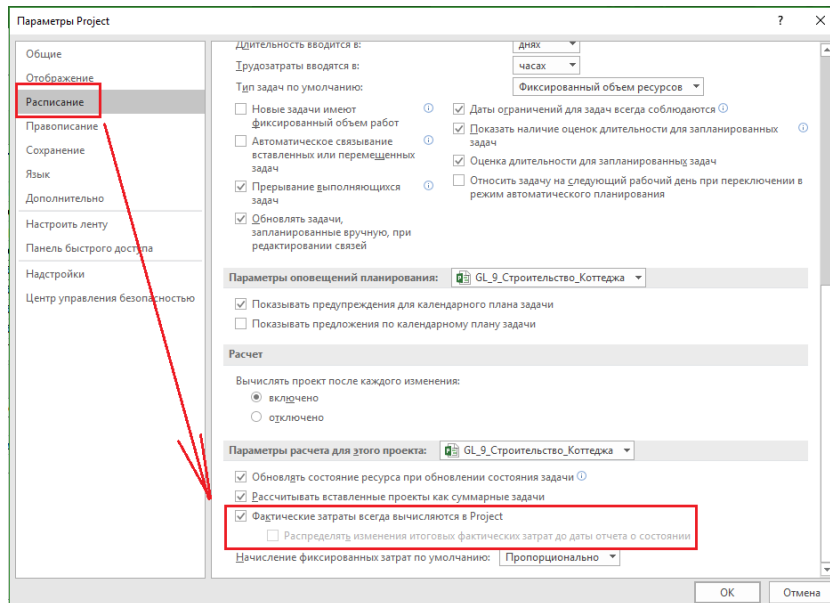 Параметры Project
Общие
Отображение
Расписание
Правописание
Сохранение
Язык
Дополнительно
Настроить ленту
Панель быстрого доступа
Надстройки
Центр управления безопасностью
Длительность вводится в: днях
Трудозатраты вводятся в: часах
Тип задач по умолчанию: Фиксированный объем ресурсов
Новые задачи имеют
фиксированный объем работ
Автоматическое связывание
вставленных или перемещенных
задач
Прерывание выполняющихся
задач
Обновлять задачи,
запланированные вручную, при
редактировании связей
Даты ограничений для задач всегда соблюдаются
Показать наличие оценок длительности для запланированных
задач
Оценка длительности для запланированных задач
Относить задачу на следующий рабочий день при переключении в
режим автоматического планирования
Параметры оповещений планирования: GL_9_Строительство_Коттеджа
Показывать предупреждения для календарного плана задачи
Показывать предложения по календарному плану задачи
Расчет
Вычислять проект после каждого изменения:
включено
отключено
Параметры расчета для этого проекта: GL_9_Строительство_Коттеджа
Обновлять состояние ресурса при обновлении состояния задачи
Рассчитывать вставленные проекты как суммарные задачи
Фактические затраты всегда вычисляются в Project
Распределять изменения итоговых фактических затрат до даты отчета о состоянии
Начисление фиксированных затрат по умолчанию: Пропорционально
ОК
Отмена